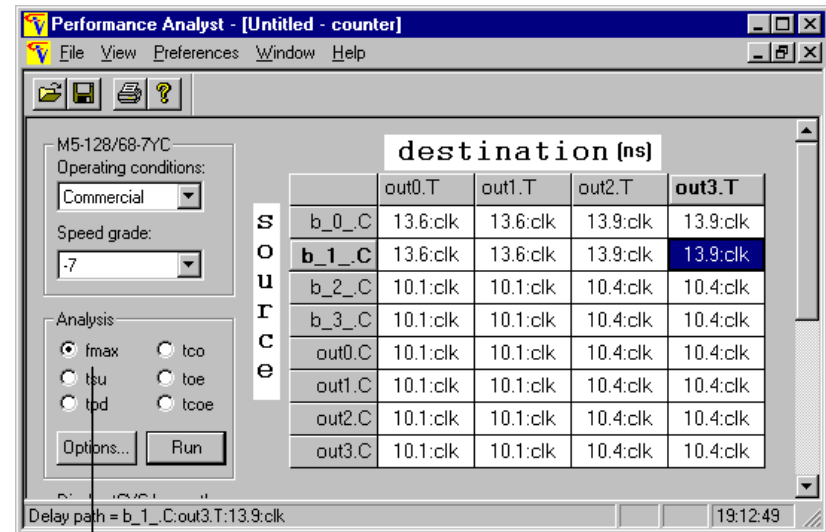 Performance Analyst - [Untitled - counter]
File View Preferences Window Help
M5-128/68-7YC
Operating conditions:
Commercial
Speed grade:
-7
Analysis
fmax tco
tsu toe
tpd tcoe
Options... Run
destination (ns)
source
out0.T out1.T out2.T out3.T
b_0_.C 13.6:clk 13.6:clk 13.9:clk 13.9:clk
b_1_.C 13.6:clk 13.6:clk 13.9:clk 13.9:clk
b_2_.C 10.1:clk 10.1:clk 10.4:clk 10.4:clk
b_3_.C 10.1:clk 10.1:clk 10.4:clk 10.4:clk
out0.C 10.1:clk 10.1:clk 10.4:clk 10.4:clk
out1.C 10.1:clk 10.1:clk 10.4:clk 10.4:clk
out2.C 10.1:clk 10.1:clk 10.4:clk 10.4:clk
out3.C 10.1:clk 10.1:clk 10.4:clk 10.4:clk
Delay path = b_1_.C:out3.T:13.9:clk
19:12:49